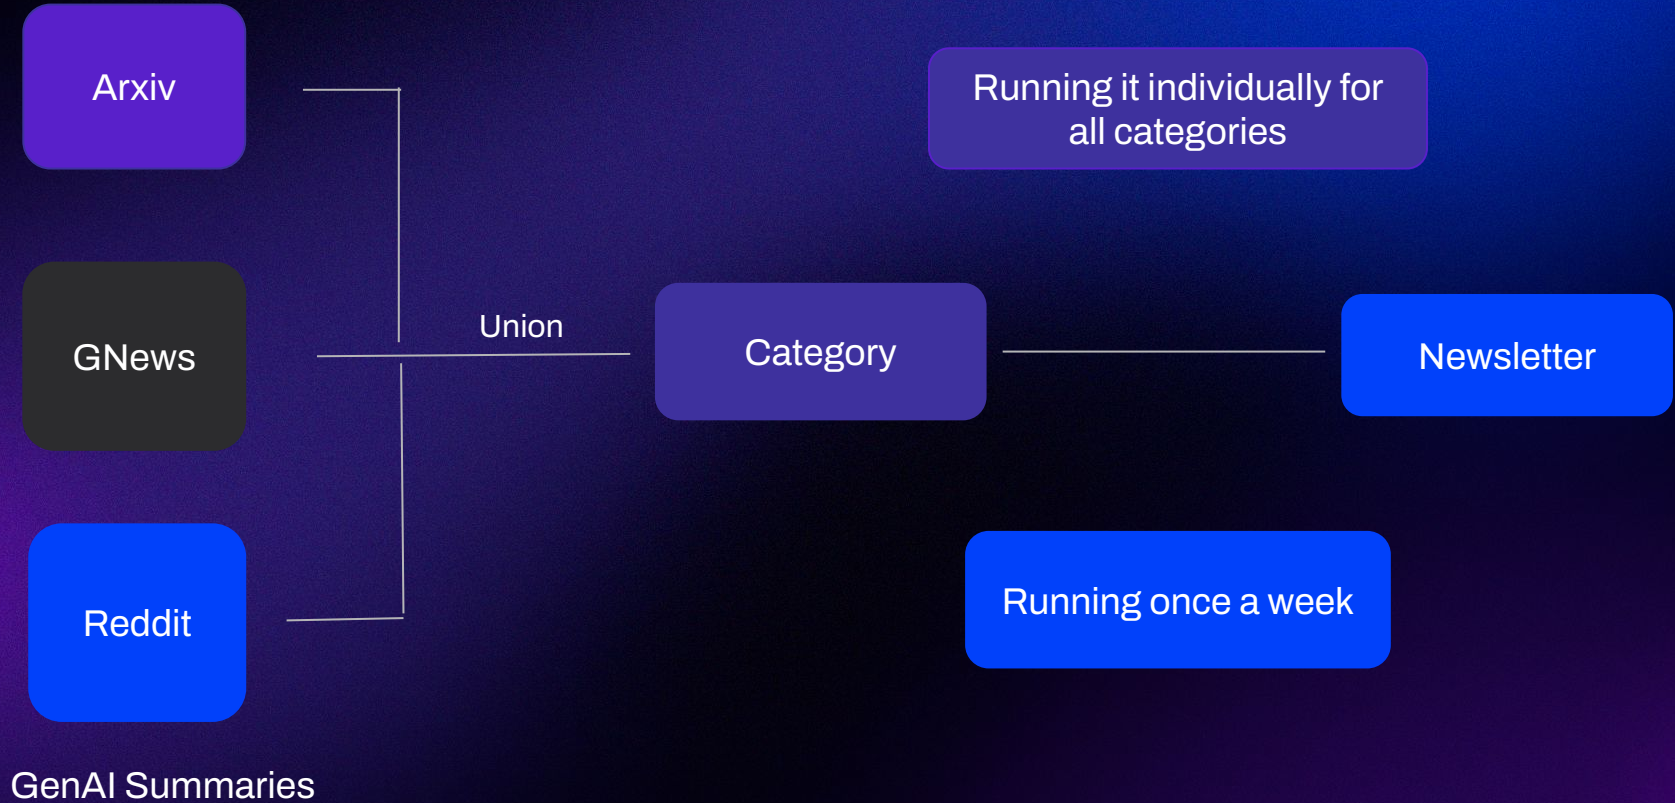 Arxiv
Running it individually for
all categories
GNews
Union
Category
Newsletter
Reddit
Running once a week
GenAI Summaries